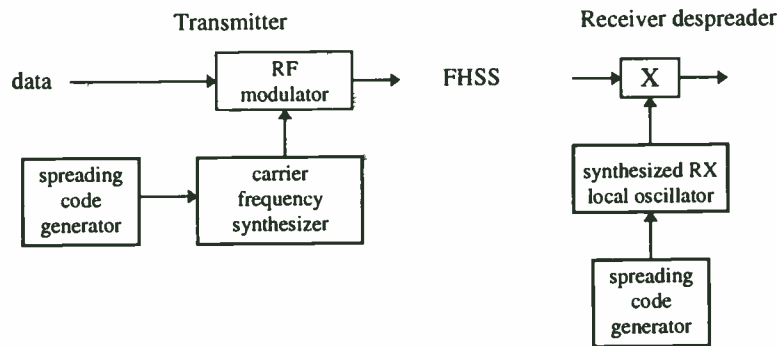 Transmitter
Receiver despreader
data
RF
modulator
FHSS
X
spreading
code
generator
carrier
frequency
synthesizer
synthesized RX
local oscillator
spreading
code
generator